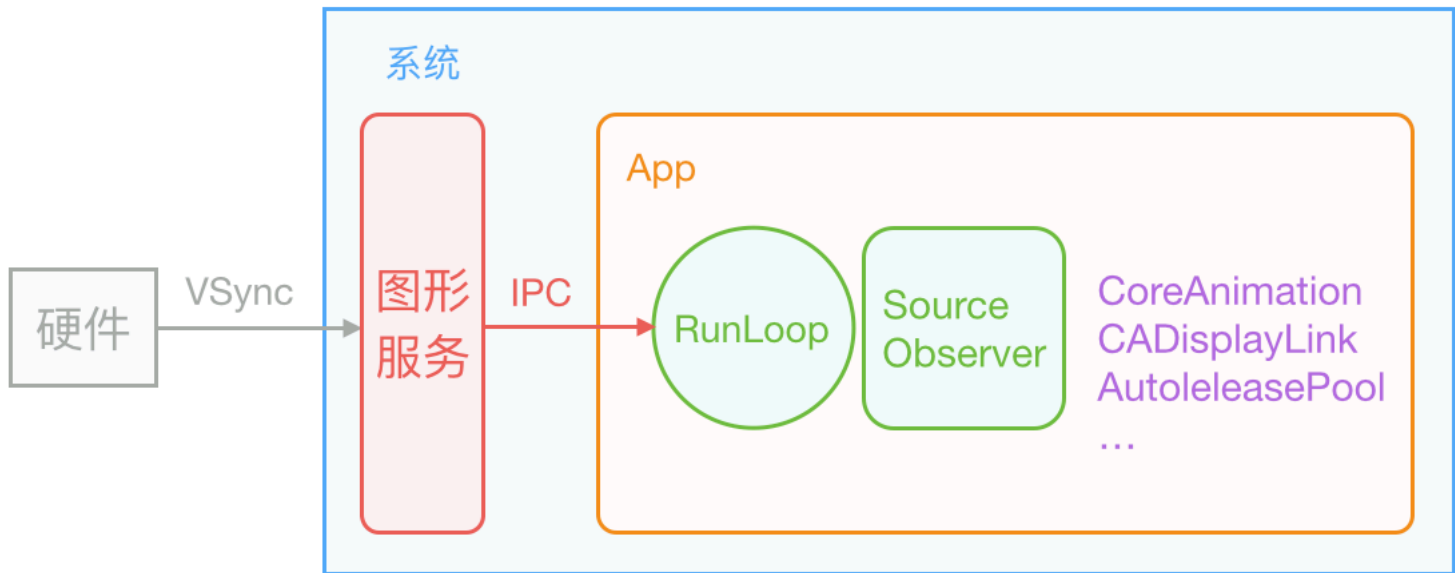 系统
App
硬件
VSync
图形
服务
IPC
RunLoop
Source
Observer
CoreAnimation
CADisplayLink
AutoleleasePool
...